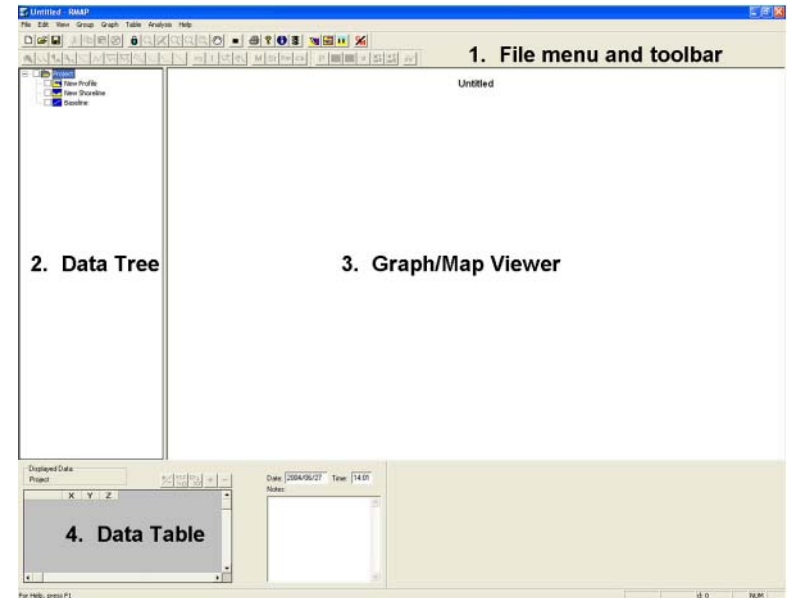 Untitled - RMAP
File Edit View Group Graph Table Analysis Help
1. File menu and toolbar
Project
New Profile
New Shoreline
Baseline
Untitled
2. Data Tree
3. Graph/Map Viewer
Displayed Data:
Project
Date: 2004/06/27 Time: 14:01
Notes:
X Y Z
4. Data Table
For Help, press F1
id: 0 NUM